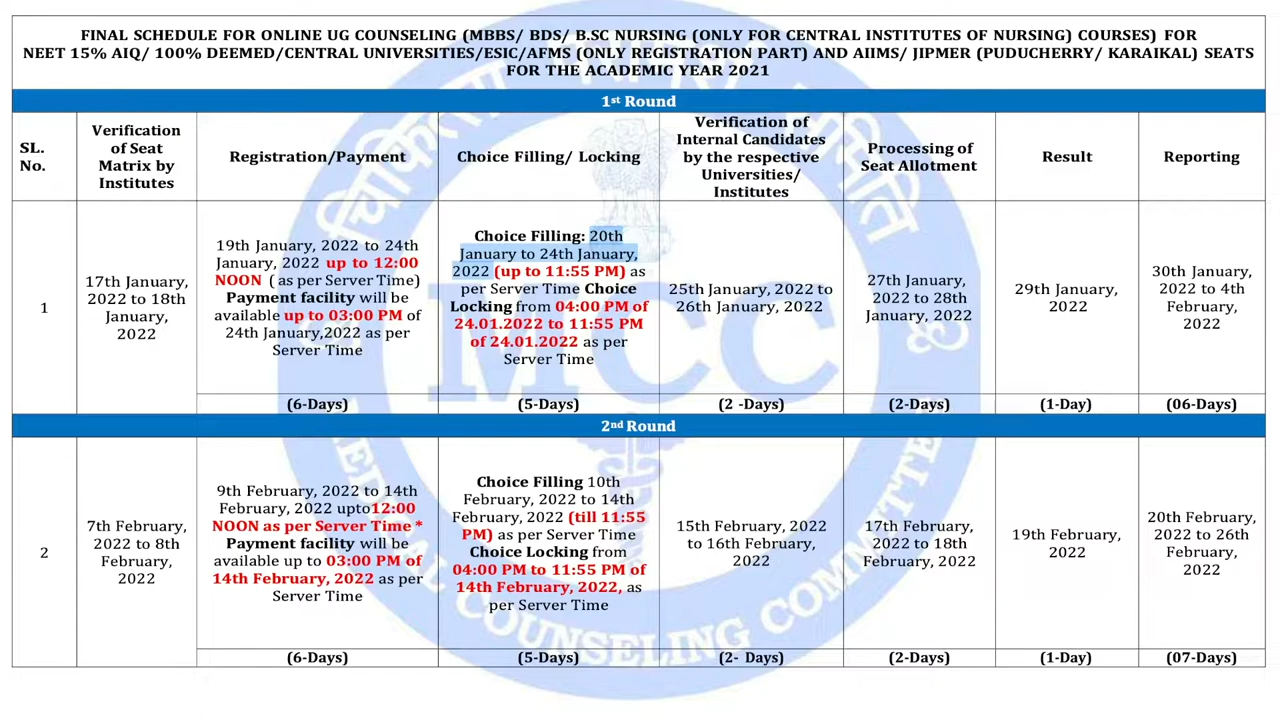 FINAL SCHEDULE FOR ONLINE UG COUNSELING (MBBS/ BDS/ B.SC NURSING (ONLY FOR CENTRAL INSTITUTES OF NURSING) COURSES) FOR
NEET 15% AIQ/ 100% DEEMED/CENTRAL UNIVERSITIES/ESIC/AFMS (ONLY REGISTRATION PART) AND AIIMS/ JIPMER (PUDUCHERRY/ KARAIKAL) SEATS
FOR THE ACADEMIC YEAR 2021
1st Round
SL.
No.
Verification
of Seat
Matrix by
Institutes
Registration/Payment
Choice Filling/ Locking
Verification of
Internal Candidates
by the respective
Universities/
Institutes
Processing of
Seat Allotment
Result
Reporting
1
17th January,
2022 to 18th
January,
2022
19th January, 2022 to 24th
January, 2022 up to 12:00
NOON ( as per Server Time)
Payment facility will be
available up to 03:00 PM of
24th January,2022 as per
Server Time
Choice Filling: 20th
January to 24th January,
2022 (up to 11:55 PM) as
per Server Time Choice
Locking from 04:00 PM of
24.01.2022 to 11:55 PM
of 24.01.2022 as per
Server Time
25th January, 2022 to
26th January, 2022
27th January,
2022 to 28th
January, 2022
29th January,
2022
30th January,
2022 to 4th
February,
2022
(6-Days)
(5-Days)
(2 -Days)
(2-Days)
(1-Day)
(06-Days)
2nd Round
2
7th February,
2022 to 8th
February,
2022
9th February, 2022 to 14th
February, 2022 upto12:00
NOON as per Server Time *
Payment facility will be
available up to 03:00 PM of
14th February, 2022 as per
Server Time
Choice Filling 10th
February, 2022 to 14th
February, 2022 (till 11:55
PM) as per Server Time
Choice Locking from
04:00 PM to 11:55 PM of
14th February, 2022, as
per Server Time
15th February, 2022
to 16th February,
2022
17th February,
2022 to 18th
February, 2022
19th February,
2022
20th February,
2022 to 26th
February,
2022
(6-Days)
(5-Days)
(2- Days)
(2-Days)
(1-Day)
(07-Days)
MCC
MEDICAL COUNSELING COMMITTEE